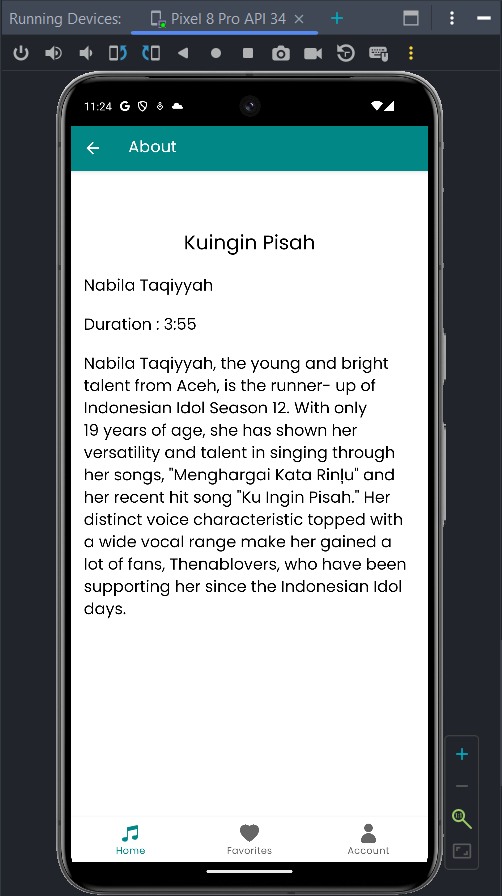 Running Devices:
Pixel 8 Pro API 34
11:24
About
Kuingin Pisah
Nabila Taqiyyah
Duration : 3:55
Nabila Taqiyyah, the young and bright
talent from Aceh, is the runner- up of
Indonesian Idol Season 12. With only
19 years of age, she has shown her
versatility and talent in singing through
her songs, "Menghargai Kata Rindu" and
her recent hit song "Ku Ingin Pisah." Her
distinct voice characteristic topped with
a wide vocal range make her gained a
lot of fans, Thenablovers, who have been
supporting her since the Indonesian Idol
days.
Home
Favorites
Account
1:1